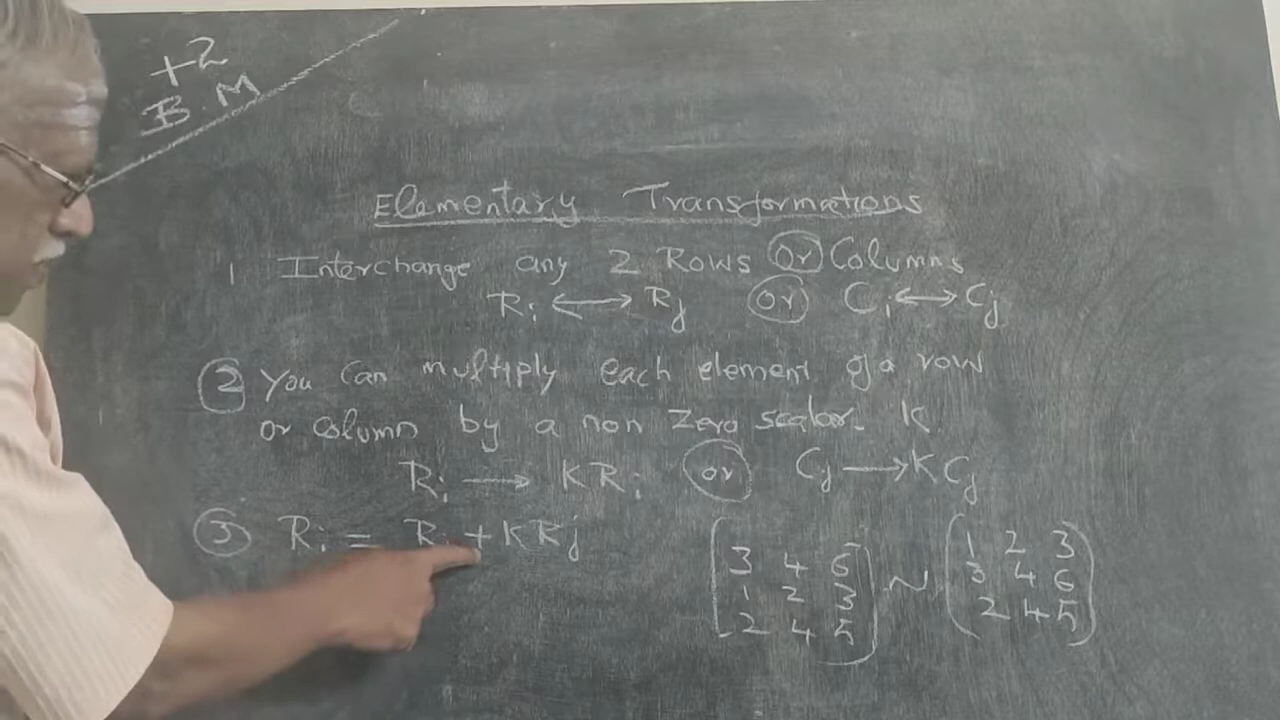 +2
B.M
Elementary Transformations
1 Interchange any 2 Rows or Columns
Ri ⟷ Rj or Ci ⟷ Cj
2 You can multiply each element of a row
or column by a non zero scalar K
Ri ⟶ KRi or Cj ⟶ KCj
3 Ri = Ri + KRj
3 4 6
1 2 3
2 4 5
~
1 2 3
3 4 6
2 4 5